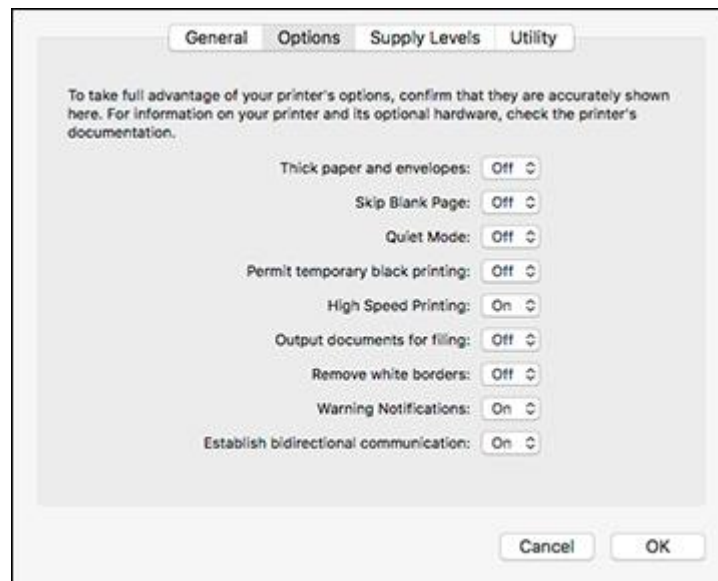 General Options Supply Levels Utility
To take full advantage of your printer's options, confirm that they are accurately shown
here. For information on your printer and its optional hardware, check the printer's
documentation.
Thick paper and envelopes: Off
Skip Blank Page: Off
Quiet Mode: Off
Permit temporary black printing: Off
High Speed Printing: On
Output documents for filing: Off
Remove white borders: Off
Warning Notifications: On
Establish bidirectional communication: On
Cancel OK